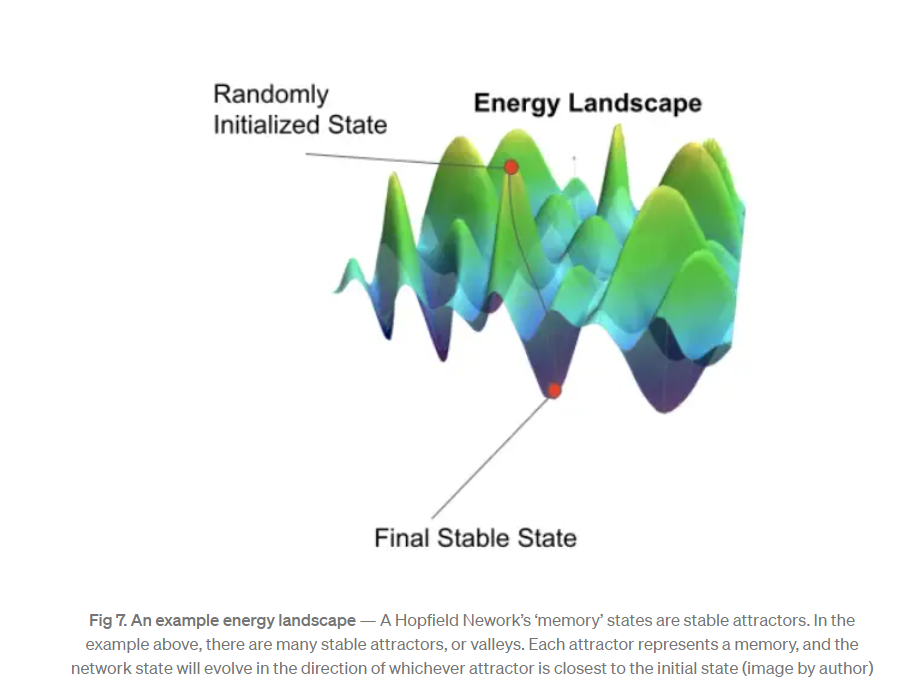 Randomly
Initialized State
Energy Landscape
Final Stable State
Fig 7. An example energy landscape — A Hopfield Nework's 'memory' states are stable attractors. In the
example above, there are many stable attractors, or valleys. Each attractor represents a memory, and the
network state will evolve in the direction of whichever attractor is closest to the initial state (image by author)